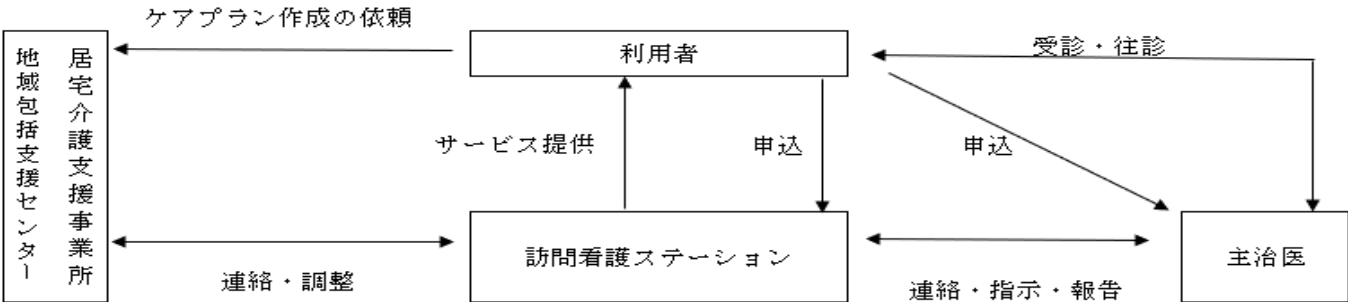 ケアプラン作成の依頼
居宅介護支援事業所
地域包括支援センター
利用者
受診・往診
サービス提供
申込
申込
訪問看護ステーション
主治医
連絡・調整
連絡・指示・報告